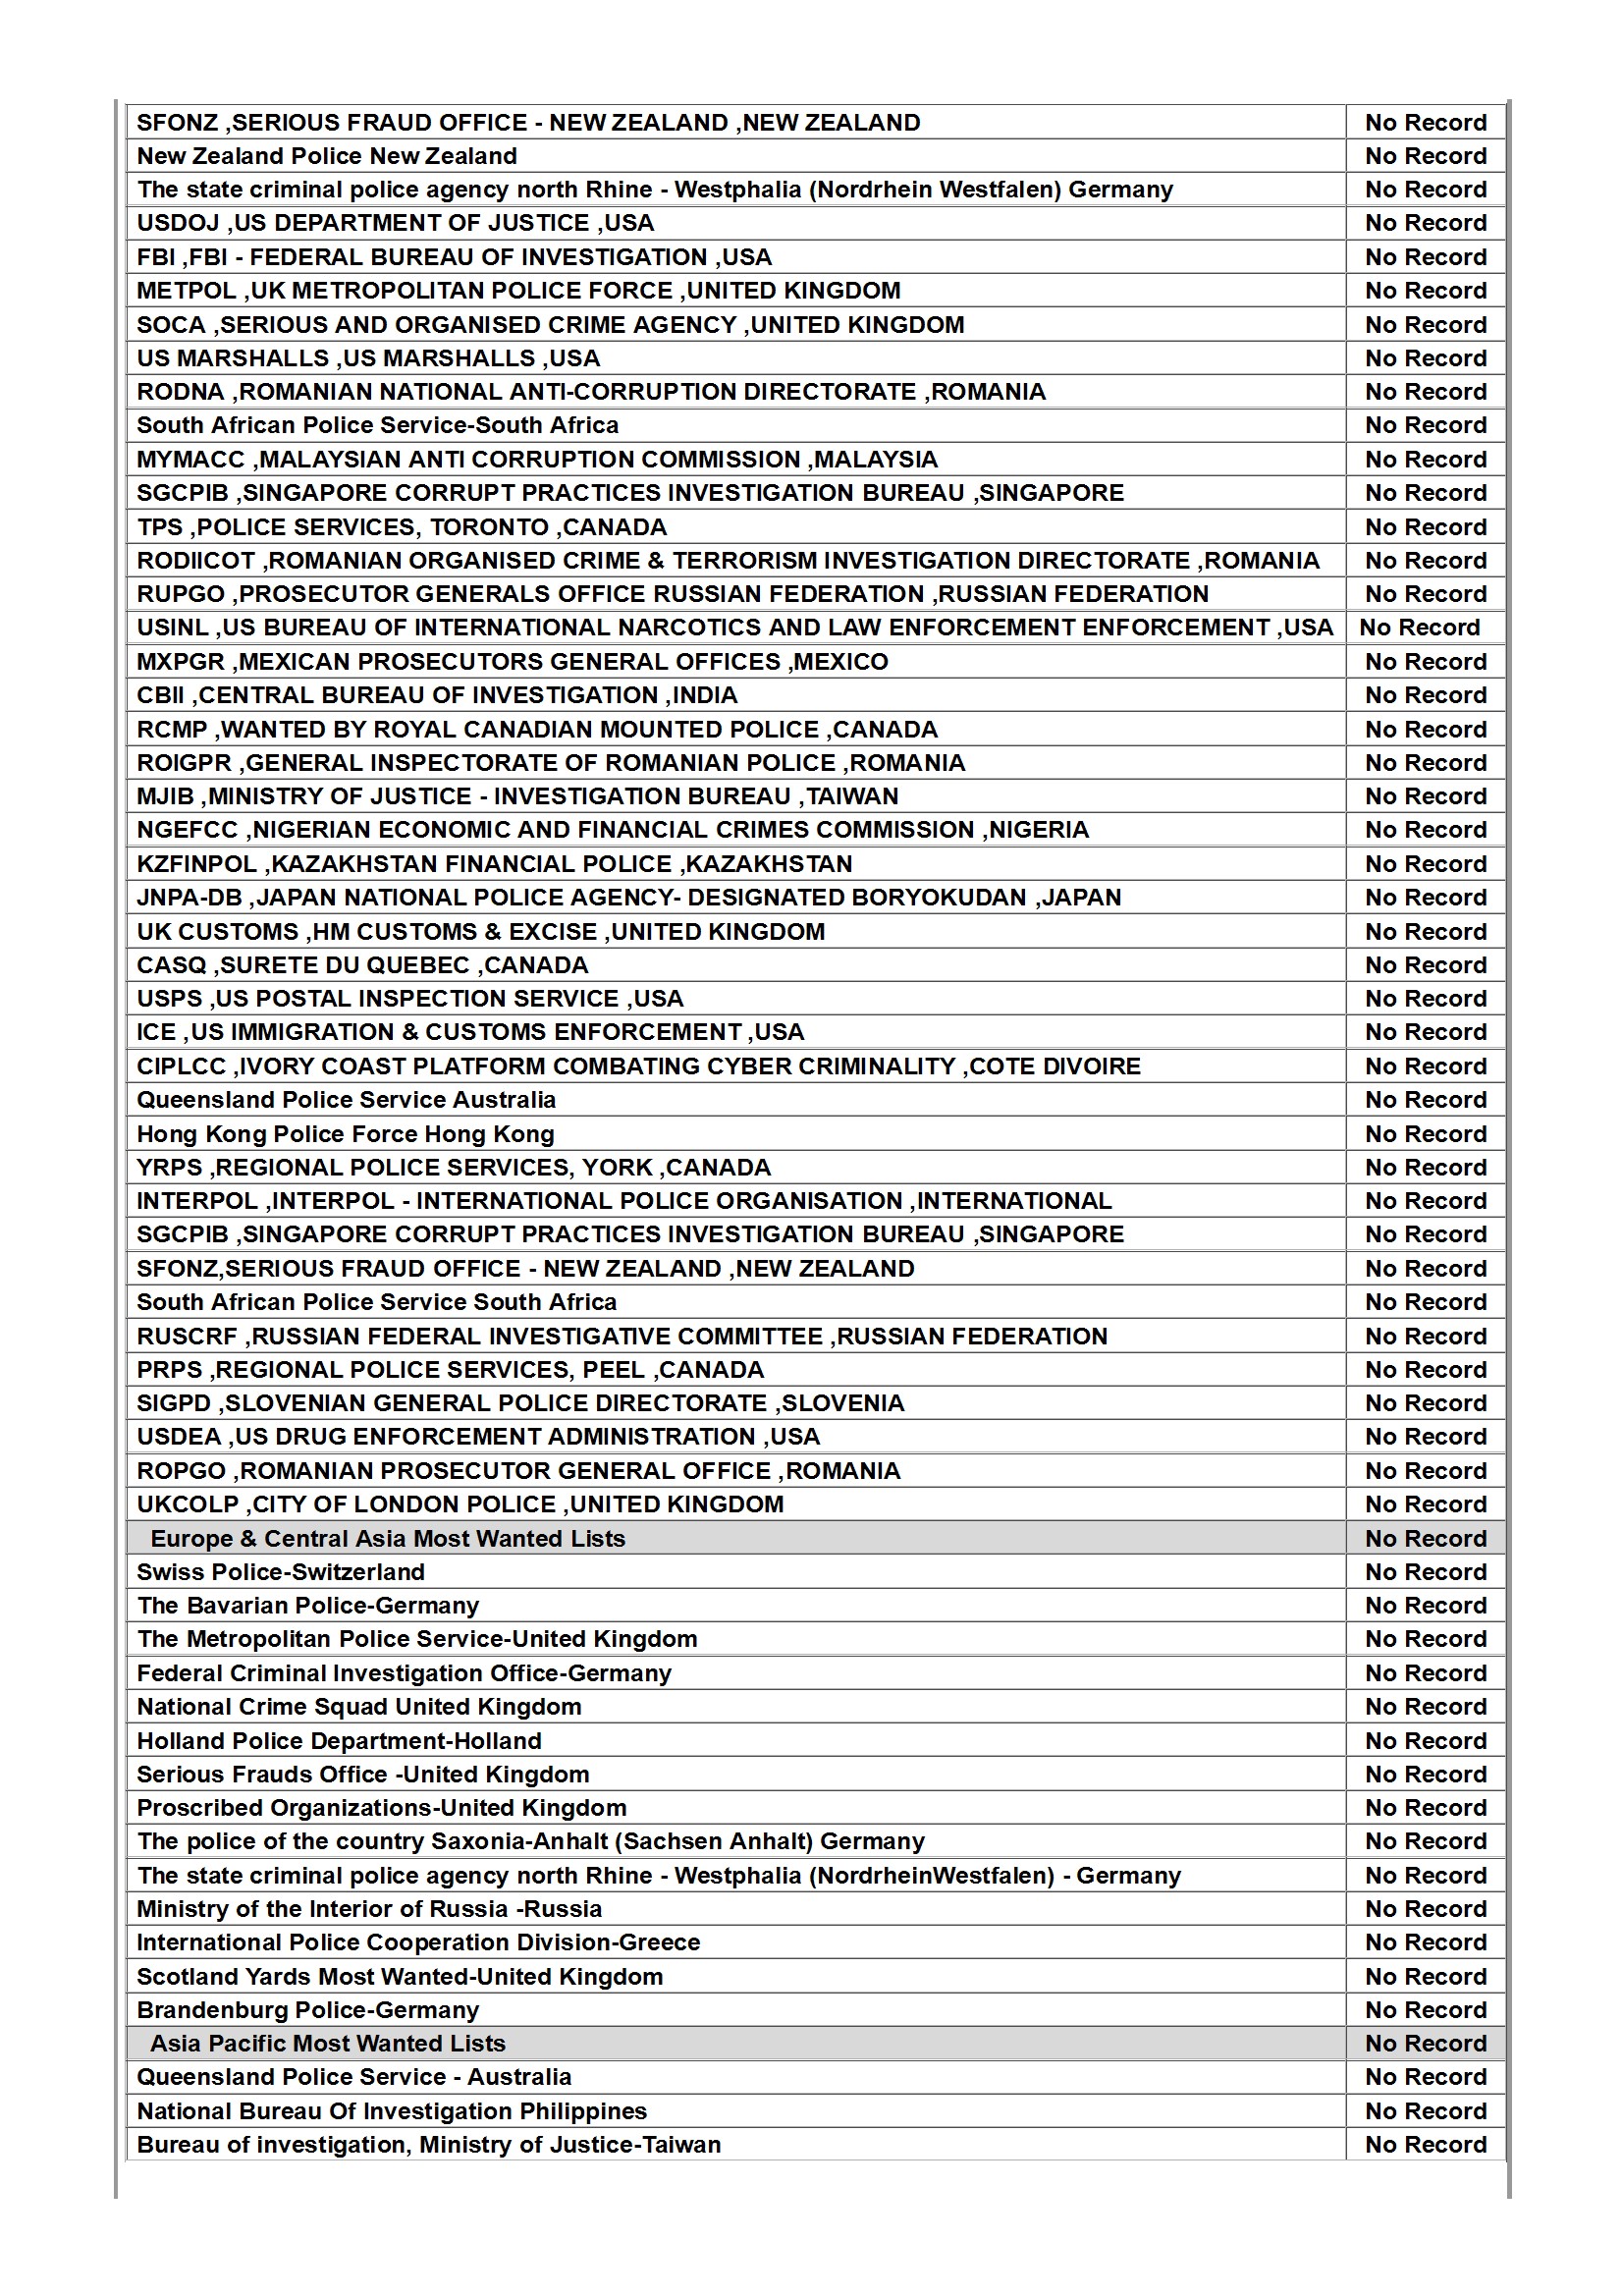 SFONZ ,SERIOUS FRAUD OFFICE - NEW ZEALAND ,NEW ZEALAND No Record
New Zealand Police New Zealand No Record
The state criminal police agency north Rhine - Westphalia (Nordrhein Westfalen) Germany No Record
USDOJ ,US DEPARTMENT OF JUSTICE ,USA No Record
FBI ,FBI - FEDERAL BUREAU OF INVESTIGATION ,USA No Record
METPOL ,UK METROPOLITAN POLICE FORCE ,UNITED KINGDOM No Record
SOCA ,SERIOUS AND ORGANISED CRIME AGENCY ,UNITED KINGDOM No Record
US MARSHALLS ,US MARSHALLS ,USA No Record
RODNA ,ROMANIAN NATIONAL ANTI-CORRUPTION DIRECTORATE ,ROMANIA No Record
South African Police Service-South Africa No Record
MYMACC ,MALAYSIAN ANTI CORRUPTION COMMISSION ,MALAYSIA No Record
SGCPIB ,SINGAPORE CORRUPT PRACTICES INVESTIGATION BUREAU ,SINGAPORE No Record
TPS ,POLICE SERVICES, TORONTO ,CANADA No Record
RODIICOT ,ROMANIAN ORGANISED CRIME & TERRORISM INVESTIGATION DIRECTORATE ,ROMANIA No Record
RUPGO ,PROSECUTOR GENERALS OFFICE RUSSIAN FEDERATION ,RUSSIAN FEDERATION No Record
USINL ,US BUREAU OF INTERNATIONAL NARCOTICS AND LAW ENFORCEMENT ENFORCEMENT ,USA No Record
MXPGR ,MEXICAN PROSECUTORS GENERAL OFFICES ,MEXICO No Record
CBII ,CENTRAL BUREAU OF INVESTIGATION ,INDIA No Record
RCMP ,WANTED BY ROYAL CANADIAN MOUNTED POLICE ,CANADA No Record
ROIGPR ,GENERAL INSPECTORATE OF ROMANIAN POLICE ,ROMANIA No Record
MJIB ,MINISTRY OF JUSTICE - INVESTIGATION BUREAU ,TAIWAN No Record
NGEFCC ,NIGERIAN ECONOMIC AND FINANCIAL CRIMES COMMISSION ,NIGERIA No Record
KZFINPOL ,KAZAKHSTAN FINANCIAL POLICE ,KAZAKHSTAN No Record
JNPA-DB ,JAPAN NATIONAL POLICE AGENCY- DESIGNATED BORYOKUDAN ,JAPAN No Record
UK CUSTOMS ,HM CUSTOMS & EXCISE ,UNITED KINGDOM No Record
CASQ ,SURETE DU QUEBEC ,CANADA No Record
USPS ,US POSTAL INSPECTION SERVICE ,USA No Record
ICE ,US IMMIGRATION & CUSTOMS ENFORCEMENT ,USA No Record
CIPLCC ,IVORY COAST PLATFORM COMBATING CYBER CRIMINALITY ,COTE DIVOIRE No Record
Queensland Police Service Australia No Record
Hong Kong Police Force Hong Kong No Record
YRPS ,REGIONAL POLICE SERVICES, YORK ,CANADA No Record
INTERPOL ,INTERPOL - INTERNATIONAL POLICE ORGANISATION ,INTERNATIONAL No Record
SGCPIB ,SINGAPORE CORRUPT PRACTICES INVESTIGATION BUREAU ,SINGAPORE No Record
SFONZ,SERIOUS FRAUD OFFICE - NEW ZEALAND ,NEW ZEALAND No Record
South African Police Service South Africa No Record
RUSCRF ,RUSSIAN FEDERAL INVESTIGATIVE COMMITTEE ,RUSSIAN FEDERATION No Record
PRPS ,REGIONAL POLICE SERVICES, PEEL ,CANADA No Record
SIGPD ,SLOVENIAN GENERAL POLICE DIRECTORATE ,SLOVENIA No Record
USDEA ,US DRUG ENFORCEMENT ADMINISTRATION ,USA No Record
ROPGO ,ROMANIAN PROSECUTOR GENERAL OFFICE ,ROMANIA No Record
UKCOLP ,CITY OF LONDON POLICE ,UNITED KINGDOM No Record
Europe & Central Asia Most Wanted Lists No Record
Swiss Police-Switzerland No Record
The Bavarian Police-Germany No Record
The Metropolitan Police Service-United Kingdom No Record
Federal Criminal Investigation Office-Germany No Record
National Crime Squad United Kingdom No Record
Holland Police Department-Holland No Record
Serious Frauds Office -United Kingdom No Record
Proscribed Organizations-United Kingdom No Record
The police of the country Saxonia-Anhalt (Sachsen Anhalt) Germany No Record
The state criminal police agency north Rhine - Westphalia (NordrheinWestfalen) - Germany No Record
Ministry of the Interior of Russia -Russia No Record
International Police Cooperation Division-Greece No Record
Scotland Yards Most Wanted-United Kingdom No Record
Brandenburg Police-Germany No Record
Asia Pacific Most Wanted Lists No Record
Queensland Police Service - Australia No Record
National Bureau Of Investigation Philippines No Record
Bureau of investigation, Ministry of Justice-Taiwan No Record